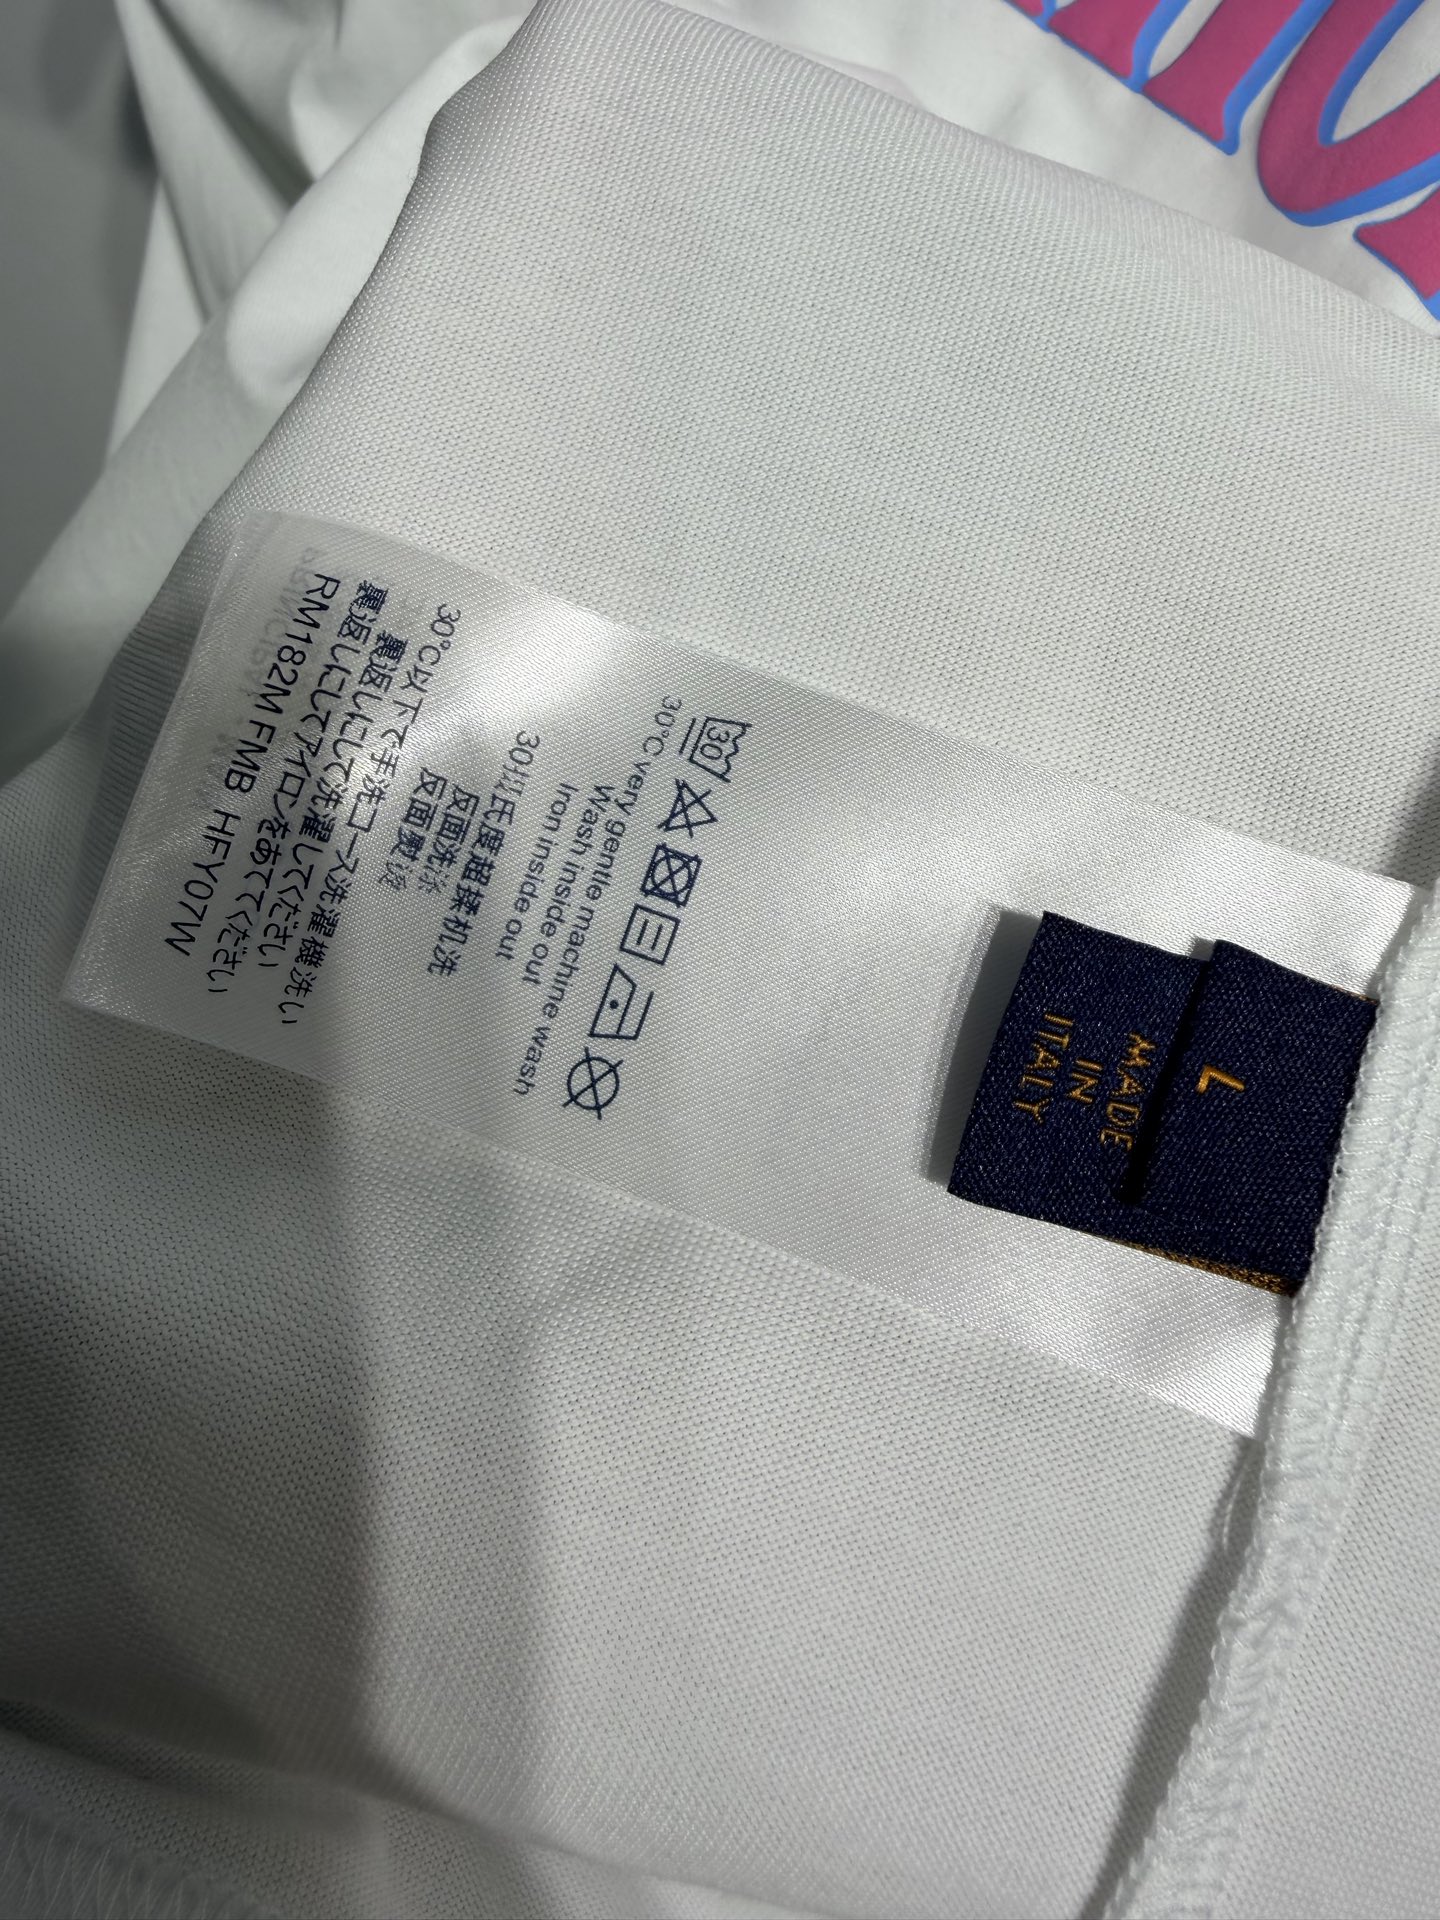 L
MADE
IN
ITALY
30
30°C very gentle machine wash
Wash inside out
Iron inside out
30摄氏度超揉机洗
反面洗涤
反面熨烫
30°C以下で手洗コース洗濯機洗い
裏返しにして洗濯してください
裏返しにしてアイロンをあててください
RM182M FMB HFY07W